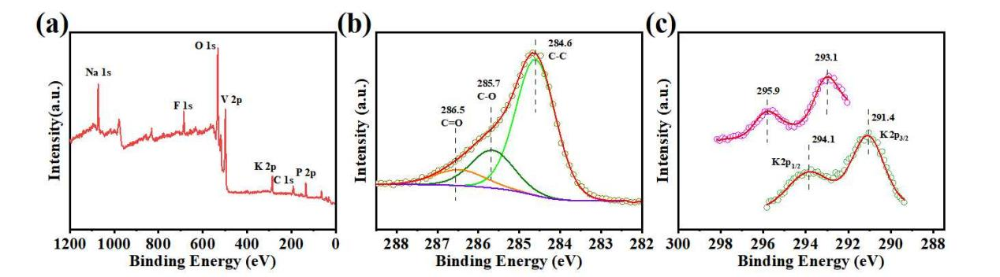 (a)
Intensity(a.u.)
Na 1s
F 1s
O 1s
V 2p
K 2p
C 1s
P 2p
1200 1000 800 600 400 200 0
Binding Energy (eV)
(b)
Intensity (a.u.)
286.5
C=O
285.7
C-O
284.6
C-C
288 287 286 285 284 283 282
Binding Energy (eV)
(c)
Intensity (a.u.)
295.9
293.1
K2p1/2
294.1
291.4
K2p3/2
300 298 296 294 292 290 288
Binding Energy (eV)